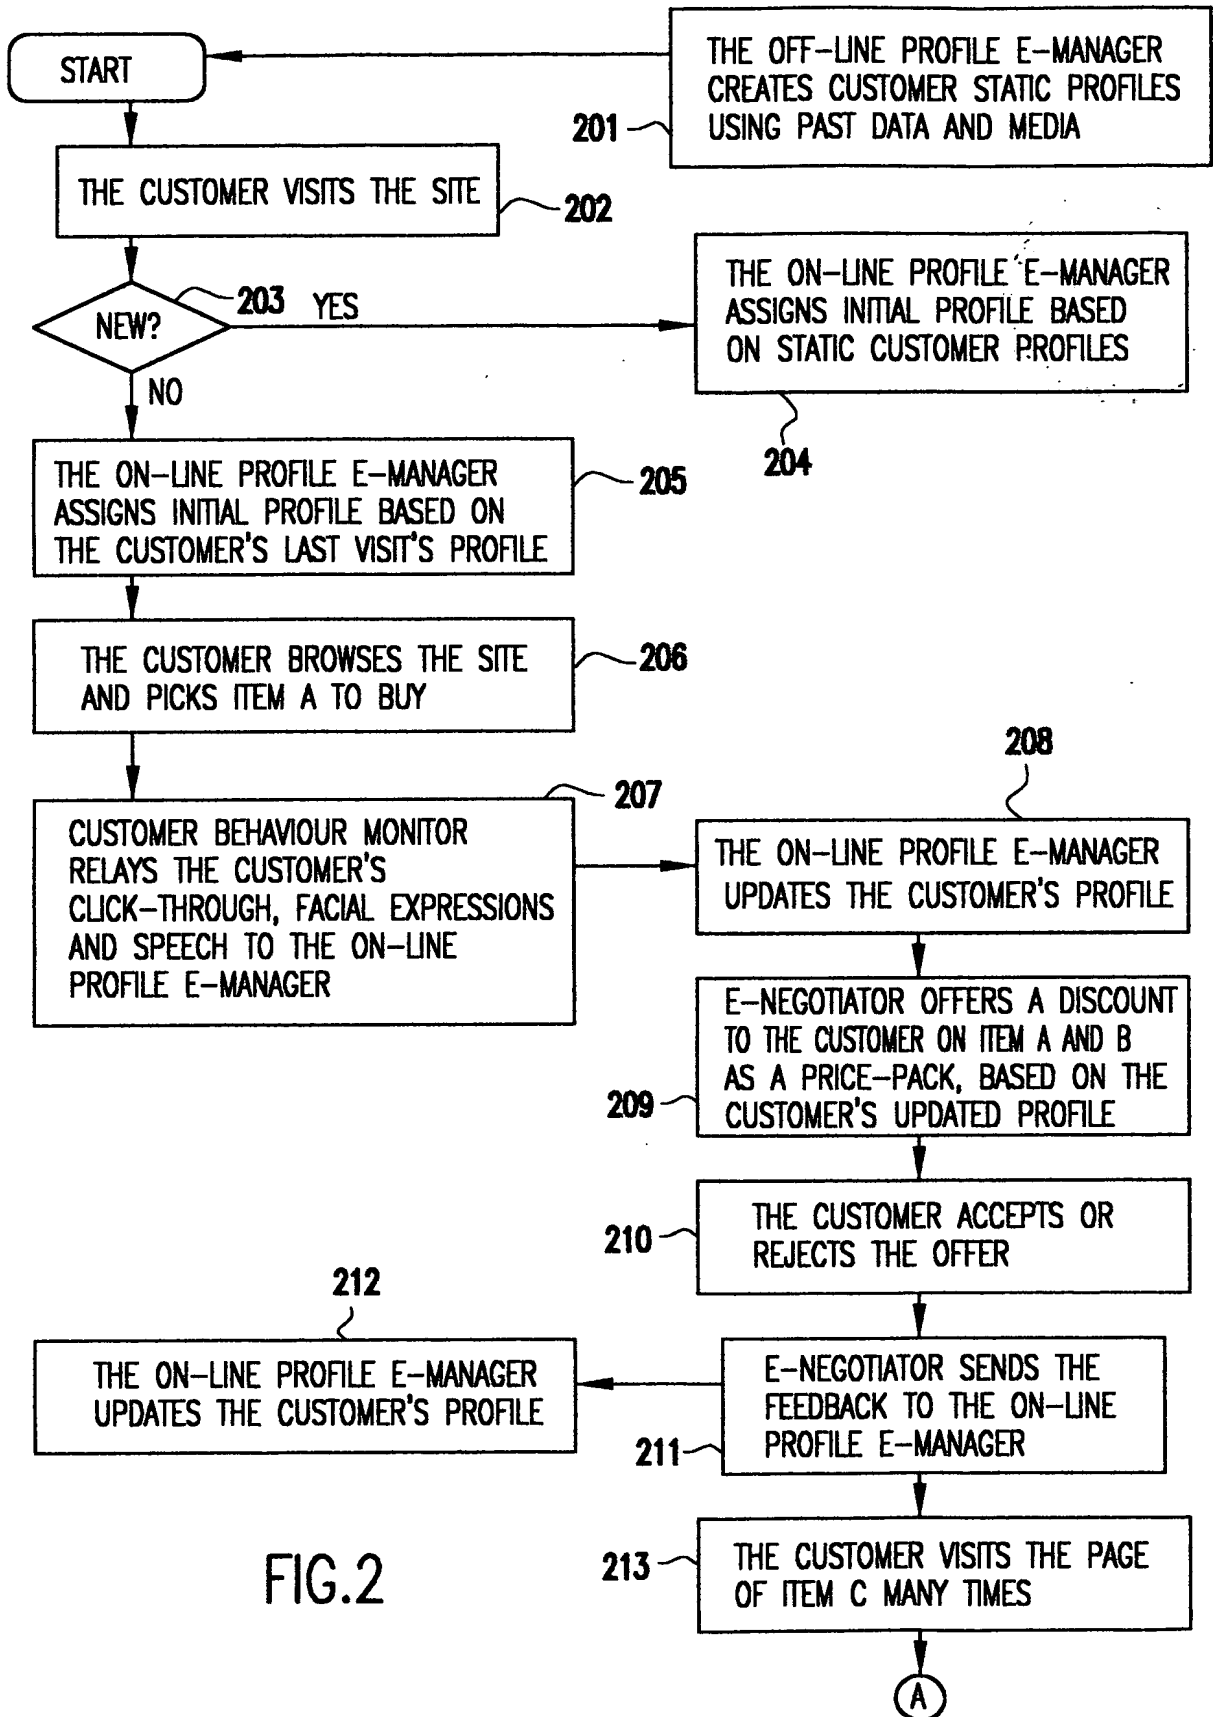 START
THE OFF-LINE PROFILE E-MANAGER
CREATES CUSTOMER STATIC PROFILES
USING PAST DATA AND MEDIA
201
THE CUSTOMER VISITS THE SITE
202
NEW?
203
YES
NO
THE ON-LINE PROFILE E-MANAGER
ASSIGNS INITIAL PROFILE BASED
ON STATIC CUSTOMER PROFILES
204
THE ON-LINE PROFILE E-MANAGER
ASSIGNS INITIAL PROFILE BASED ON
THE CUSTOMER'S LAST VISIT'S PROFILE
205
THE CUSTOMER BROWSES THE SITE
AND PICKS ITEM A TO BUY
206
CUSTOMER BEHAVIOUR MONITOR
RELAYS THE CUSTOMER'S
CLICK-THROUGH, FACIAL EXPRESSIONS
AND SPEECH TO THE ON-LINE
PROFILE E-MANAGER
207
208
THE ON-LINE PROFILE E-MANAGER
UPDATES THE CUSTOMER'S PROFILE
E-NEGOTIATOR OFFERS A DISCOUNT
TO THE CUSTOMER ON ITEM A AND B
AS A PRICE-PACK, BASED ON THE
CUSTOMER'S UPDATED PROFILE
209
THE CUSTOMER ACCEPTS OR
REJECTS THE OFFER
210
E-NEGOTIATOR SENDS THE
FEEDBACK TO THE ON-LINE
PROFILE E-MANAGER
211
212
THE ON-LINE PROFILE E-MANAGER
UPDATES THE CUSTOMER'S PROFILE
THE CUSTOMER VISITS THE PAGE
OF ITEM C MANY TIMES
213
A
FIG.2